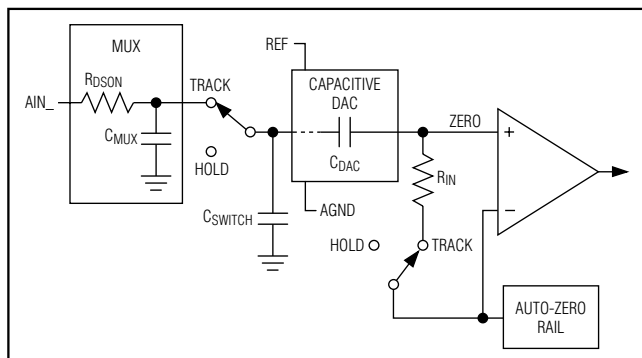 MUX
REF
RDSON
AIN_
CMUX
TRACK
HOLD
CAPACITIVE
DAC
CDAC
CSWITCH
AGND
ZERO
RIN
HOLD
TRACK
+
−
AUTO-ZERO
RAIL